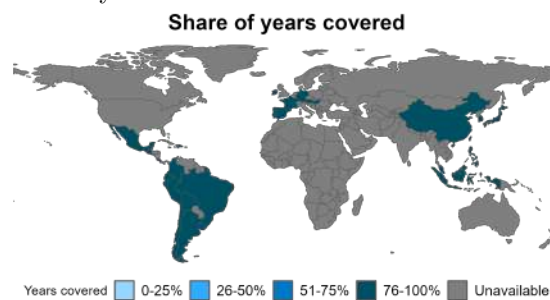 Share of years covered
Years covered 0-25% 26-50% 51-75% 76-100% Unavailable